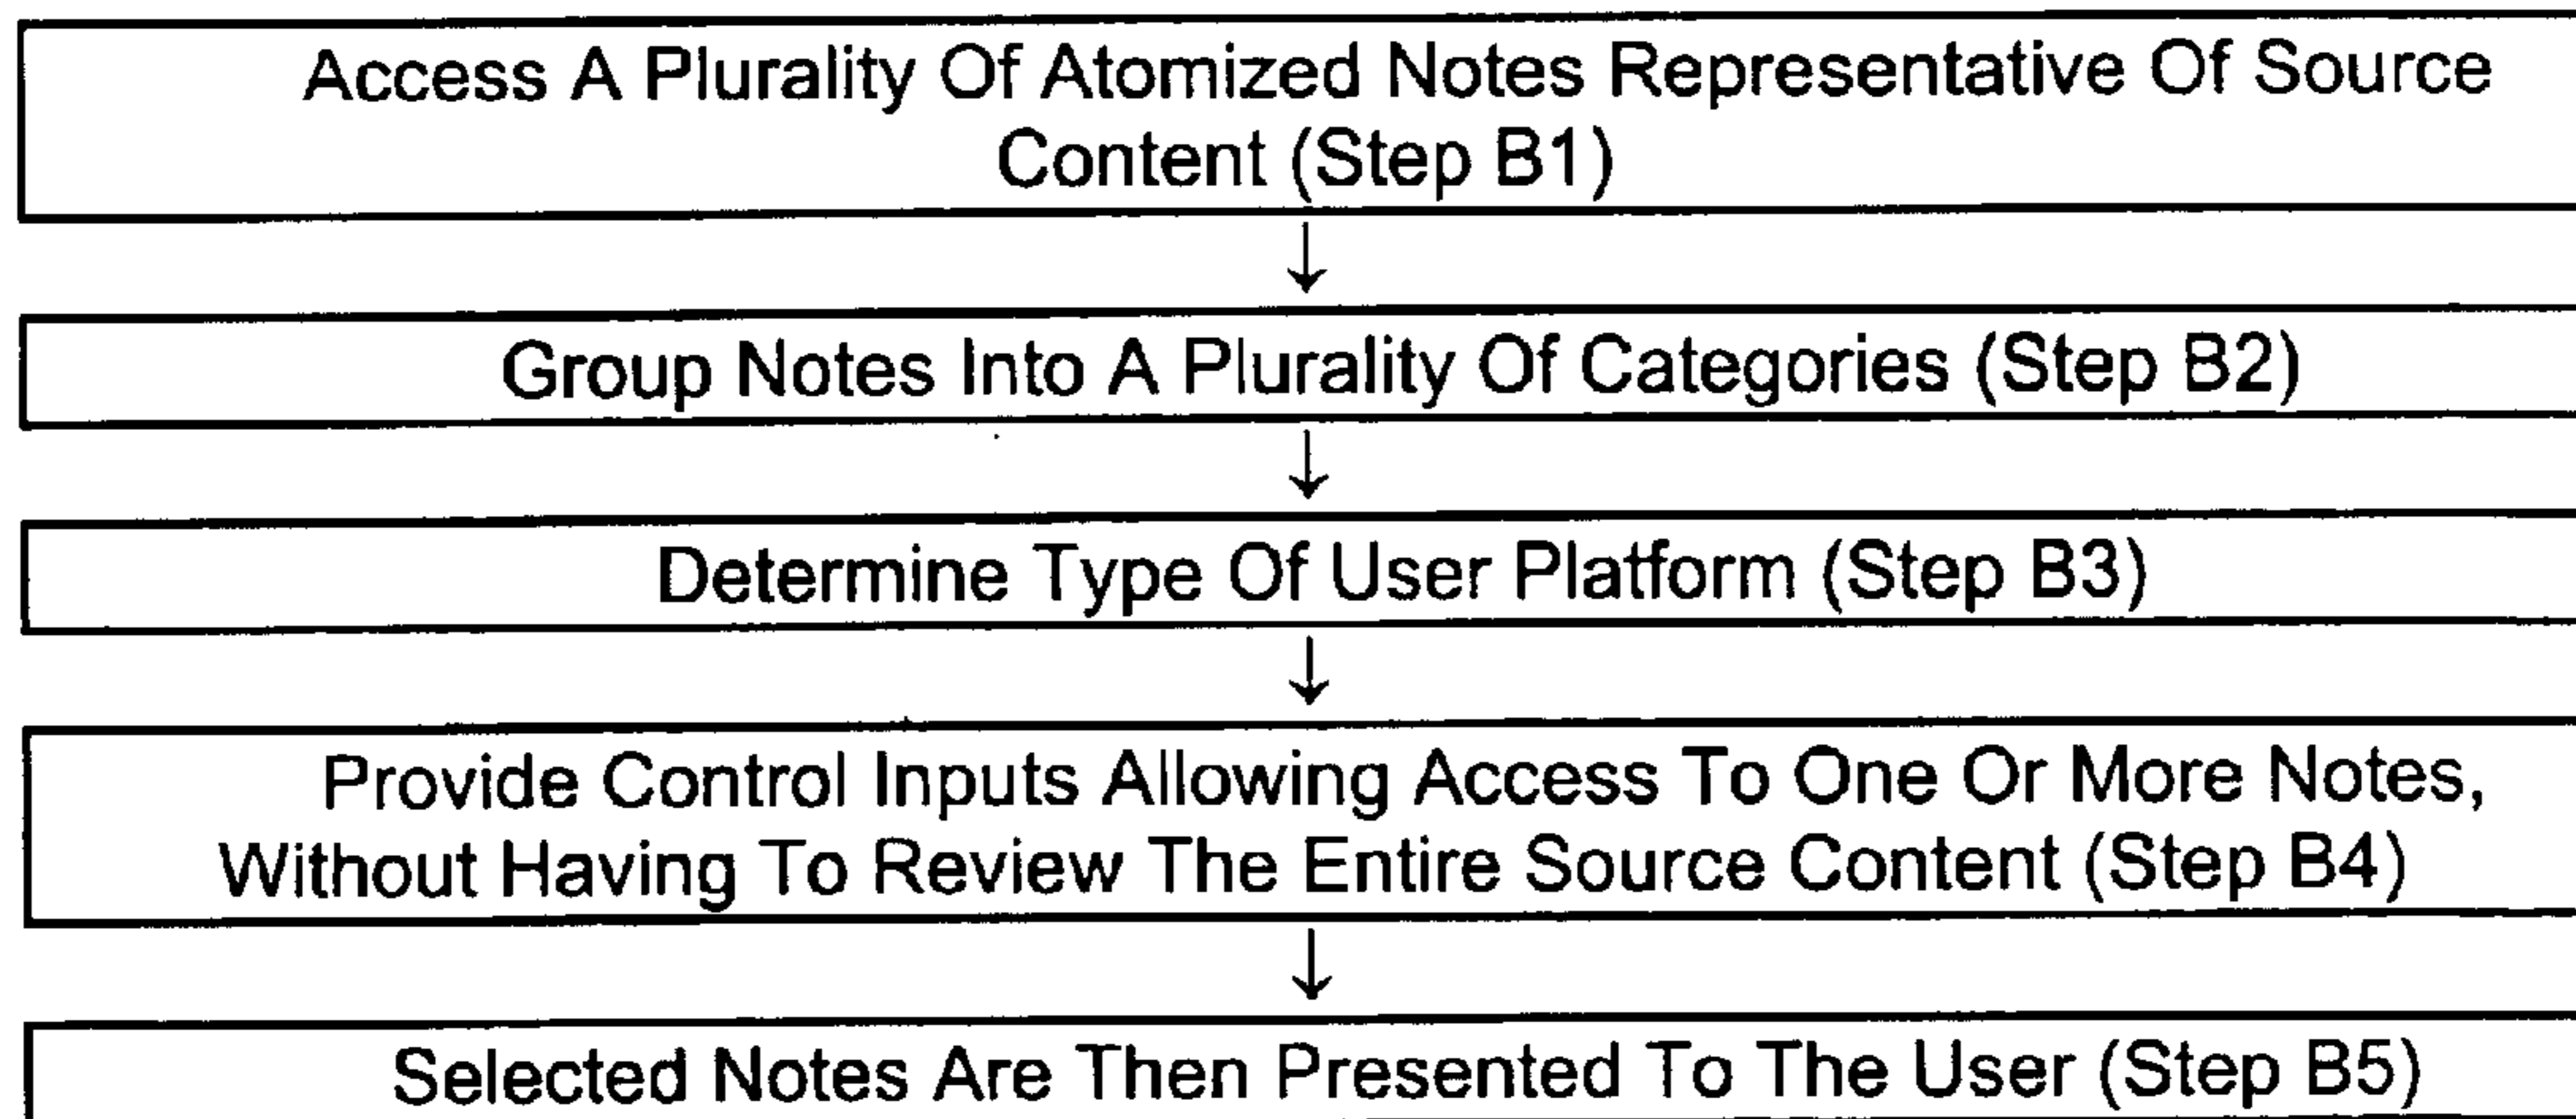 Access A Plurality Of Atomized Notes Representative Of Source
Content (Step B1)
Group Notes Into A Plurality Of Categories (Step B2)
Determine Type Of User Platform (Step B3)
Provide Control Inputs Allowing Access To One Or More Notes,
Without Having To Review The Entire Source Content (Step B4)
Selected Notes Are Then Presented To The User (Step B5)